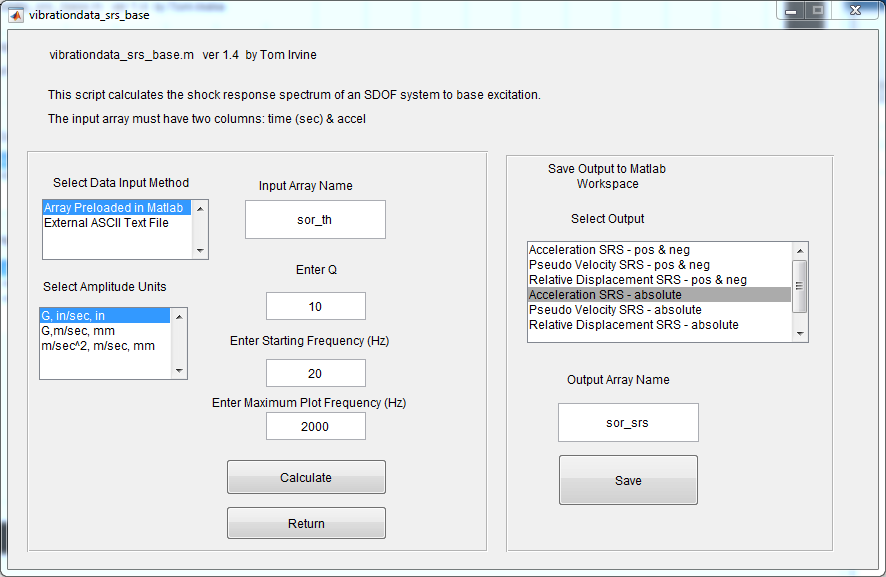 vibrationdata_srs_base
vibrationdata_srs_base.m ver 1.4 by Tom Irvine
This script calculates the shock response spectrum of an SDOF system to base excitation.
The input array must have two columns: time (sec) & accel
Select Data Input Method
Array Preloaded in Matlab
External ASCII Text File
Input Array Name
sor_th
Select Amplitude Units
G, in/sec, in
G,m/sec, mm
m/sec^2, m/sec, mm
Enter Q
10
Enter Starting Frequency (Hz)
20
Enter Maximum Plot Frequency (Hz)
2000
Calculate
Return
Save Output to Matlab
Workspace
Select Output
Acceleration SRS - pos & neg
Pseudo Velocity SRS - pos & neg
Relative Displacement SRS - pos & neg
Acceleration SRS - absolute
Pseudo Velocity SRS - absolute
Relative Displacement SRS - absolute
Output Array Name
sor_srs
Save